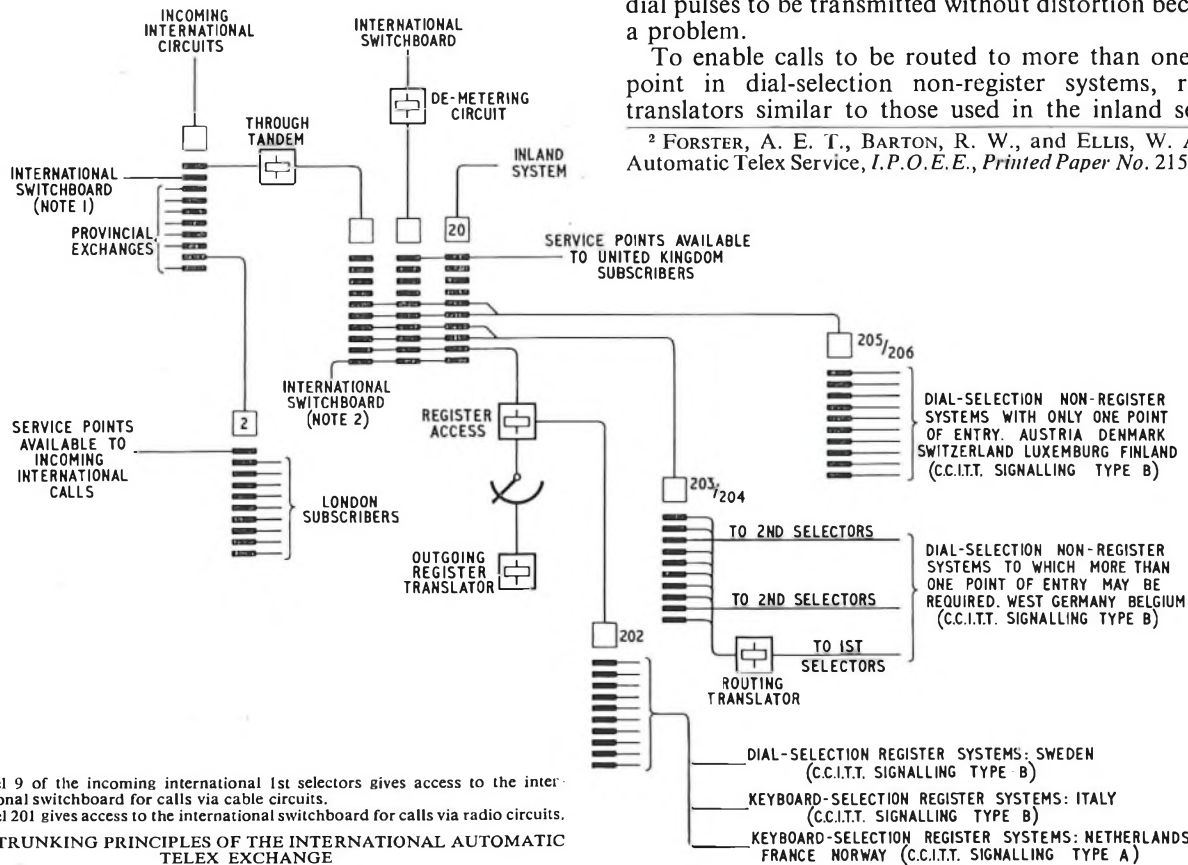 dial pulses to be transmitted without distortion
a problem.
To enable calls to be routed to more than one
point in dial-selection non-register systems,
translators similar to those used in the inland
² FORSTER, A. E. T., BARTON, R. W., and ELLIS, W.
Automatic Telex Service, I.P.O.E.E., Printed Paper No. 215
INCOMING
INTERNATIONAL
CIRCUITS
INTERNATIONAL
SWITCHBOARD
DE-METERING
CIRCUIT
THROUGH
TANDEM
INLAND
SYSTEM
INTERNATIONAL
SWITCHBOARD
(NOTE 1)
PROVINCIAL
EXCHANGES
20
SERVICE POINTS AVAILABLE
TO UNITED KINGDOM
SUBSCRIBERS
205/206
INTERNATIONAL
SWITCHBOARD
(NOTE 2)
REGISTER
ACCESS
2
SERVICE POINTS
AVAILABLE TO
INCOMING
INTERNATIONAL
CALLS
LONDON
SUBSCRIBERS
DIAL-SELECTION NON-REGISTER
SYSTEMS WITH ONLY ONE POINT
OF ENTRY. AUSTRIA DENMARK
SWITZERLAND LUXEMBURG FINLAND
(C.C.I.T.T. SIGNALLING TYPE B)
203/204
OUTGOING
REGISTER
TRANSLATOR
TO 2ND SELECTORS
TO 2ND SELECTORS
TO 1ST
SELECTORS
ROUTING
TRANSLATOR
DIAL-SELECTION NON-REGISTER
SYSTEMS TO WHICH MORE THAN
ONE POINT OF ENTRY MAY BE
REQUIRED. WEST GERMANY BELGIUM
(C.C.I.T.T. SIGNALLING TYPE B)
202
DIAL-SELECTION REGISTER SYSTEMS: SWEDEN
(C.C.I.T.T. SIGNALLING TYPE B)
KEYBOARD-SELECTION REGISTER SYSTEMS: ITALY
(C.C.I.T.T. SIGNALLING TYPE B)
KEYBOARD-SELECTION REGISTER SYSTEMS: NETHERLANDS
FRANCE NORWAY (C.C.I.T.T. SIGNALLING TYPE A)
9 of the incoming international 1st selectors gives access to the inter-
onal switchboard for calls via cable circuits.
201 gives access to the international switchboard for calls via radio circuits.
TRUNKING PRINCIPLES OF THE INTERNATIONAL AUTOMATIC
TELEX EXCHANGE